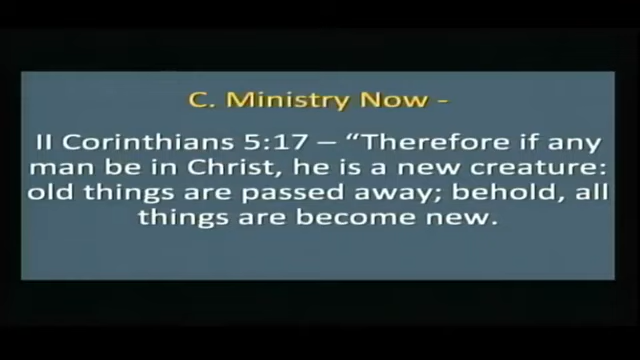 C. Ministry Now -
II Corinthians 5:17 – “Therefore if any
man be in Christ, he is a new creature:
old things are passed away; behold, all
things are become new.